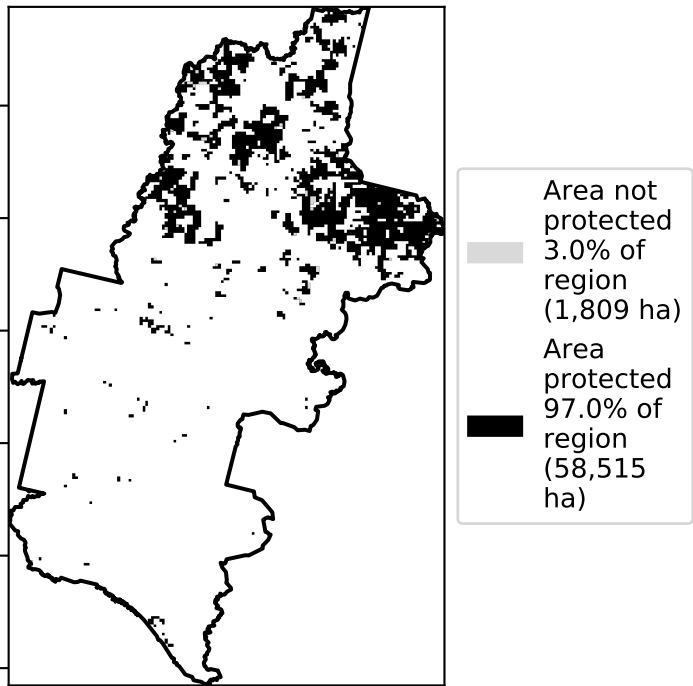 Area not
protected
3.0% of
region
(1,809 ha)
Area
protected
97.0% of
region
(58,515
ha)